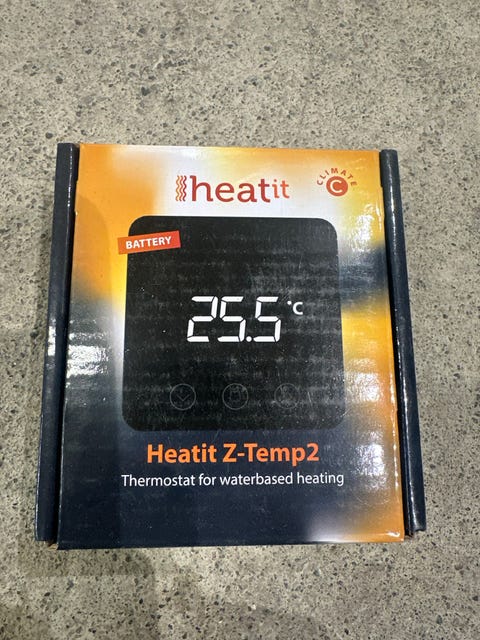 heatit
CLIMATE
C
BATTERY
25.5 °C
Heatit Z-Temp2
Thermostat for waterbased heating